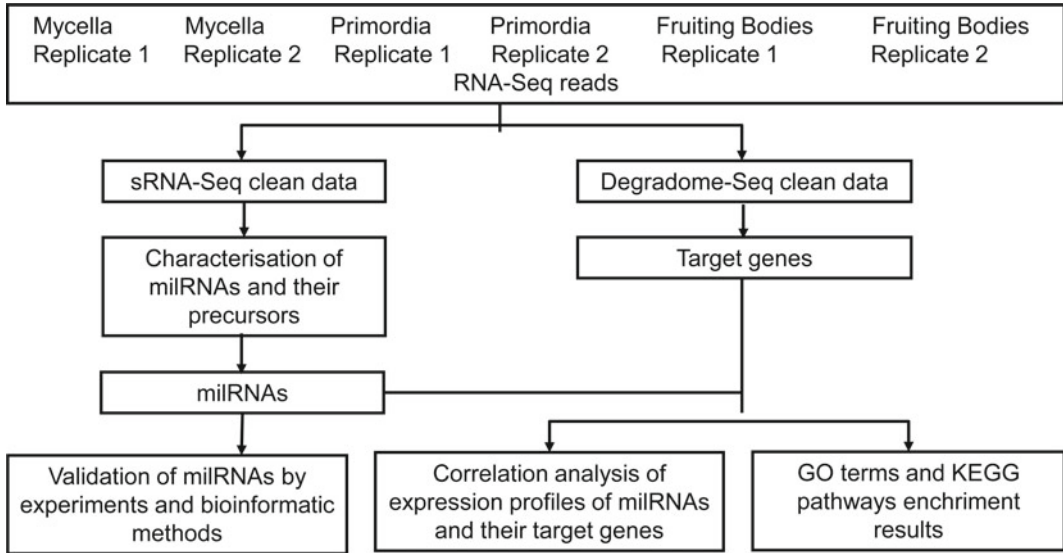 Mycella Mycella Primordia Primordia Fruiting Bodies Fruiting Bodies
Replicate 1 Replicate 2 Replicate 1 Replicate 2 Replicate 1 Replicate 2
RNA-Seq reads
sRNA-Seq clean data
Degradome-Seq clean data
Characterisation of
milRNAs and their
precursors
Target genes
milRNAs
Validation of milRNAs by
experiments and bioinformatic
methods
Correlation analysis of
expression profiles of milRNAs
and their target genes
GO terms and KEGG
pathways enchriment
results